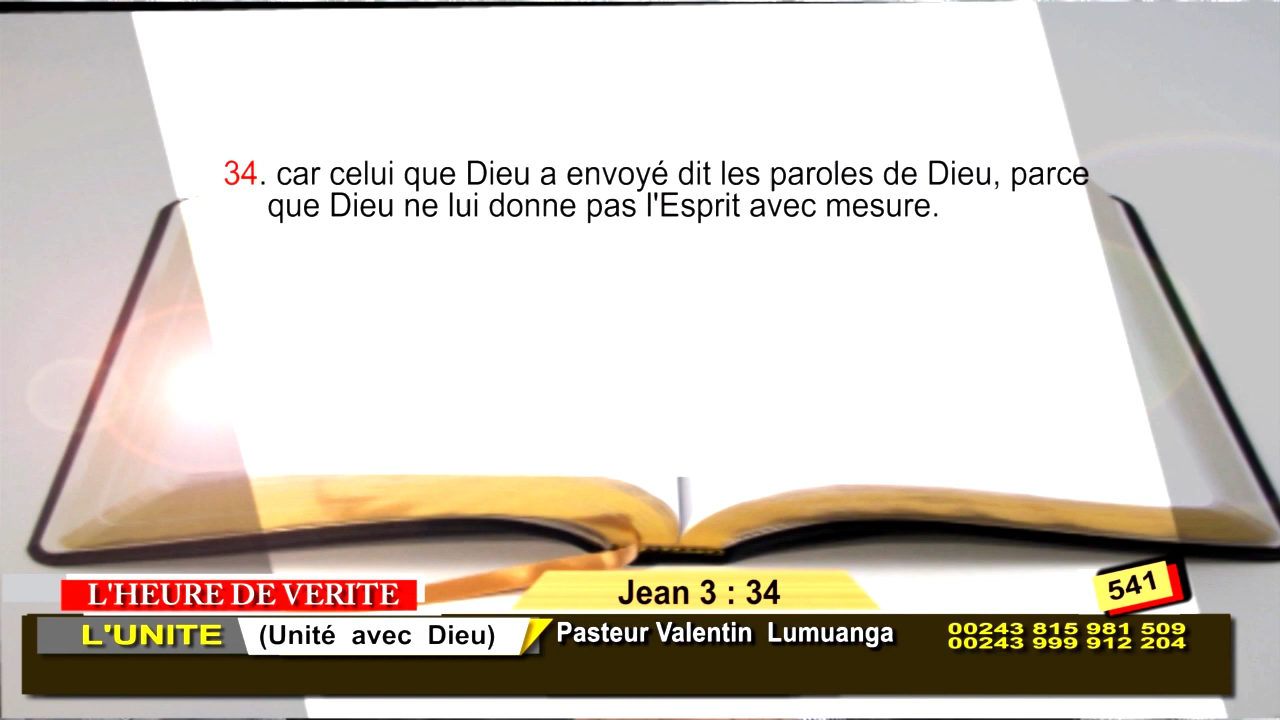 34. car celui que Dieu a envoyé dit les paroles de Dieu, parce
que Dieu ne lui donne pas l'Esprit avec mesure.
L'HEURE DE VERITE
Jean 3 : 34
541
L'UNITE
(Unité avec Dieu)
Pasteur Valentin Lumuanga
00243 815 981 509
00243 999 912 204